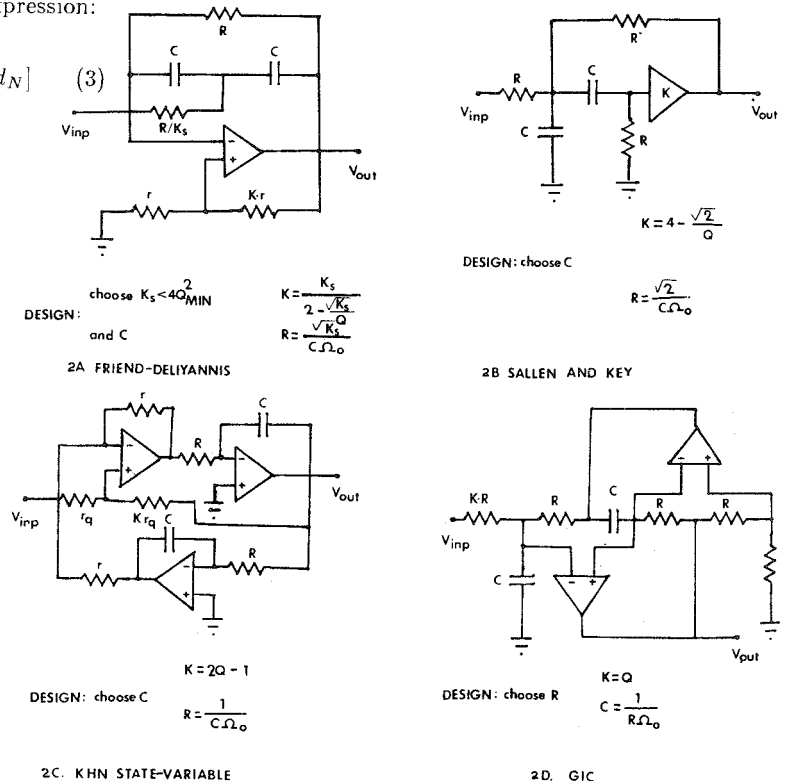 xpression:
d_N] (3)
R
C C
R/K_s
V_inp
-
+
V_out
r K·r
choose K_s<4Q²_MIN
DESIGN:
and C
K = K_s / (2 - √K_s/Q)
R = √K_s / (CΩ_o)
2A FRIEND-DELIYANNIS
R
R
C
K
V_inp
V_out
C
R
K = 4 - √2/Q
DESIGN: choose C
R = √2 / (CΩ_o)
2B SALLEN AND KEY
r
C
R
-
+
-
+
V_out
V_inp
r_q K r_q
C
r
R
-
+
K = 2Q - 1
DESIGN: choose C
R = 1 / (CΩ_o)
2C. KHN STATE-VARIABLE
- +
K·R R C R R
V_inp
C
- +
V_out
K=Q
DESIGN: choose R
C = 1 / (RΩ_o)
2D. GIC